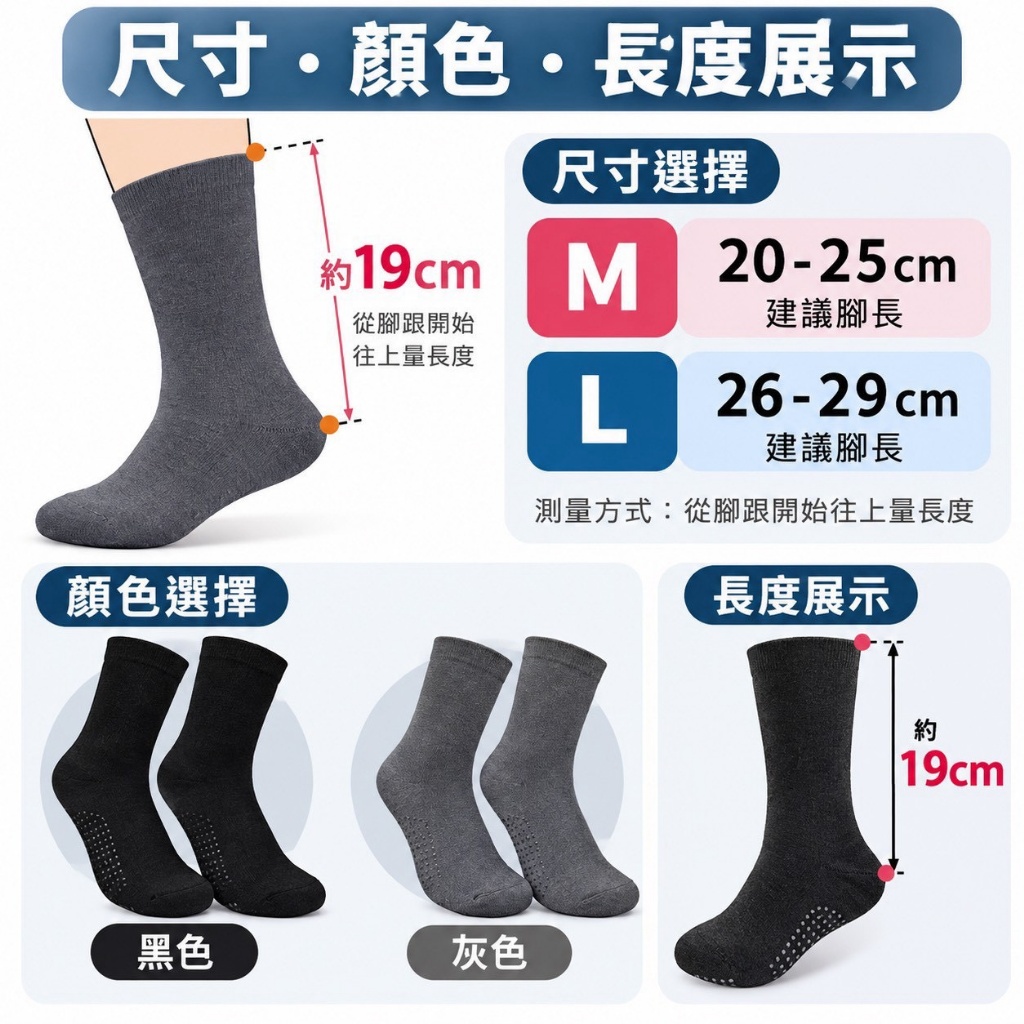 尺寸・顏色・長度展示
約19cm
從腳跟開始
往上量長度
尺寸選擇
M
20-25cm
建議腳長
L
26-29cm
建議腳長
測量方式：從腳跟開始往上量長度
顏色選擇
黑色
灰色
長度展示
約
19cm